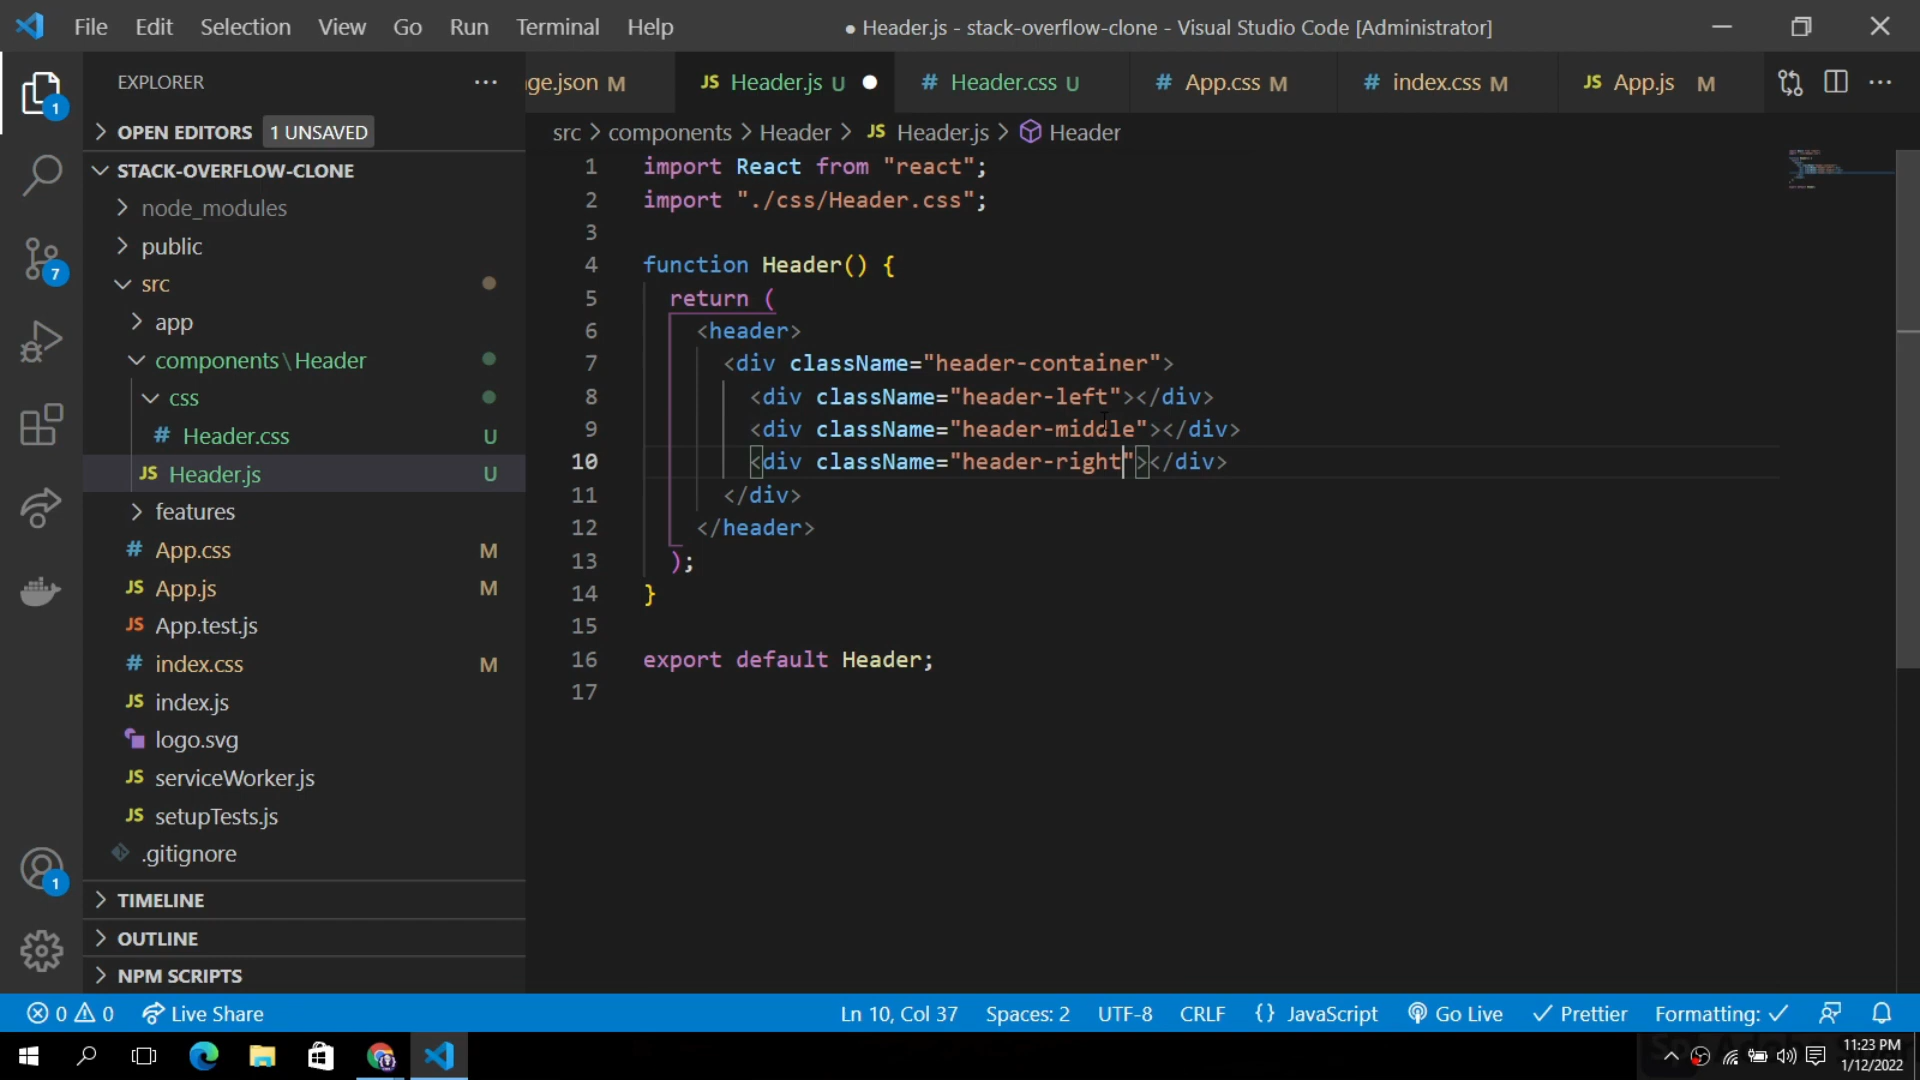 File Edit Selection View Go Run Terminal Help ● Header.js - stack-overflow-clone - Visual Studio Code [Administrator]
EXPLORER ···
ge.json M JS Header.js U ● # Header.css U # App.css M # index.css M JS App.js M ···
OPEN EDITORS 1 UNSAVED
src > components > Header > JS Header.js > Header
STACK-OVERFLOW-CLONE
node_modules
public
src
app
components\Header
css
# Header.css U
JS Header.js U
features
# App.css M
JS App.js M
JS App.test.js
# index.css M
JS index.js
logo.svg
JS serviceWorker.js
JS setupTests.js
.gitignore
TIMELINE
OUTLINE
NPM SCRIPTS
1
7
1
1 import React from "react";
2 import "./css/Header.css";
3
4 function Header() {
5 return (
6 <header>
7 <div className="header-container">
8 <div className="header-left"></div>
9 <div className="header-middle"></div>
10 <div className="header-right"></div>
11 </div>
12 </header>
13 );
14 }
15
16 export default Header;
17
0 0 Live Share Ln 10, Col 37 Spaces: 2 UTF-8 CRLF {} JavaScript Go Live ✓ Prettier Formatting: ✓
11:23 PM
1/12/2022